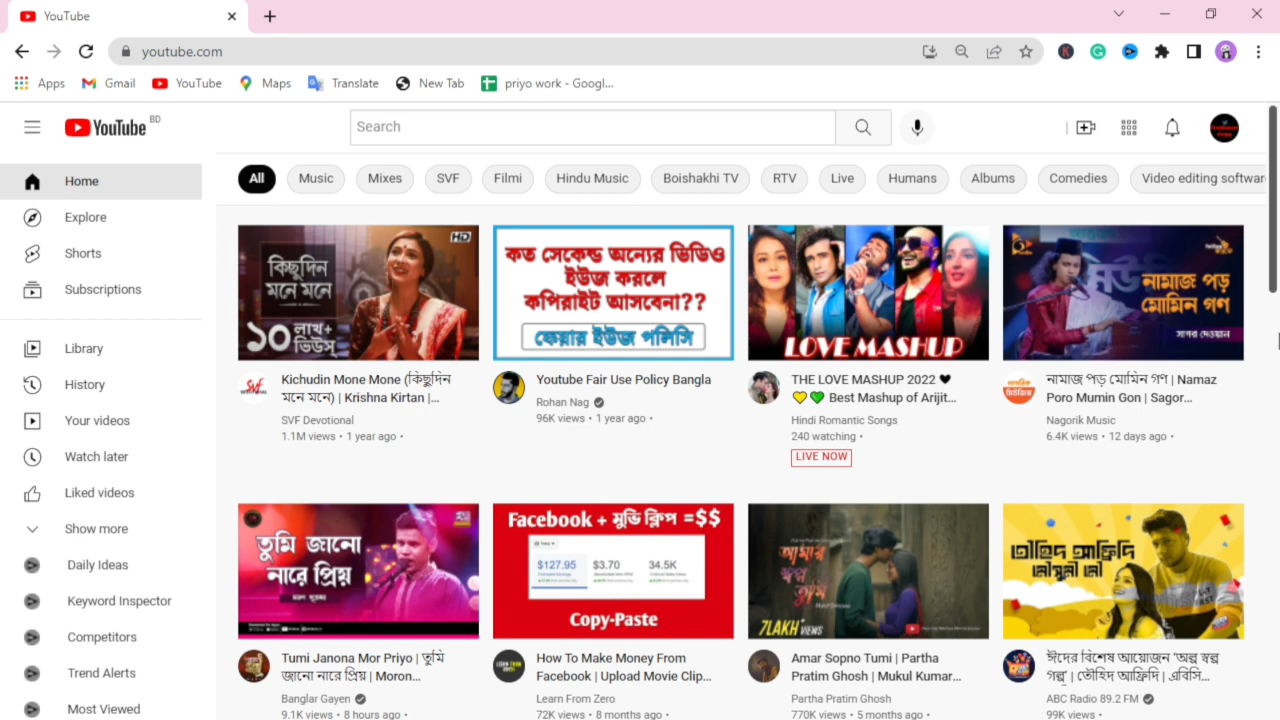 YouTube
youtube.com
Apps
Gmail
YouTube
Maps
Translate
New Tab
priyo work - Googl...
YouTube BD
Search
Home
Explore
Shorts
Subscriptions
Library
History
Your videos
Watch later
Liked videos
Show more
Daily Ideas
Keyword Inspector
Competitors
Trend Alerts
Most Viewed
All
Music
Mixes
SVF
Filmi
Hindu Music
Boishakhi TV
RTV
Live
Humans
Albums
Comedies
Video editing softwar
HD
কিছুদিন
মনে মনে
১০ লাখ+
ভিউস্
Kichudin Mone Mone (কিছুদিন
মনে মনে) | Krishna Kirtan |...
SVF Devotional
1.1M views • 1 year ago •
কত সেকেন্ড অন্যের ভিডিও
ইউজ করলে
কপিরাইট আসবেনা??
ফেয়ার ইউজ পলিসি
Youtube Fair Use Policy Bangla
Rohan Nag
96K views • 1 year ago •
LOVE MASHUP
THE LOVE MASHUP 2022 🖤
💛💚 Best Mashup of Arijit...
Hindi Romantic Songs
240 watching •
LIVE NOW
নামাজ পড়
মোমিন গণ
সাগর দেওয়ান
নামাজ পড় মোমিন গণ | Namaz
Poro Mumin Gon | Sagor...
Nagorik Music
6.4K views • 12 days ago •
তুমি জানো
নারে প্রিয়
Tumi Janona Mor Priyo | তুমি
জানো নারে প্রিয় | Moron...
Banglar Gayen
9.1K views • 8 hours ago •
Facebook + মুভি ক্লিপ =$$
$127.95
$3.70
34.5K
Copy-Paste
How To Make Money From
Facebook | Upload Movie Clip...
Learn From Zero
72K views • 8 months ago •
আমার
স্বপ্ন
তুমি
7LAKH+ VIEWS
Amar Sopno Tumi | Partha
Pratim Ghosh | Mukul Kumar...
Partha Pratim Ghosh
770K views • 5 months ago •
তৌহিদ আফ্রিদি
ঈদের বিশেষ আয়োজন 'অল্প স্বল্প
গল্প' | তৌহিদ আফ্রিদি | এবিসি...
ABC Radio 89.2 FM
99K views •